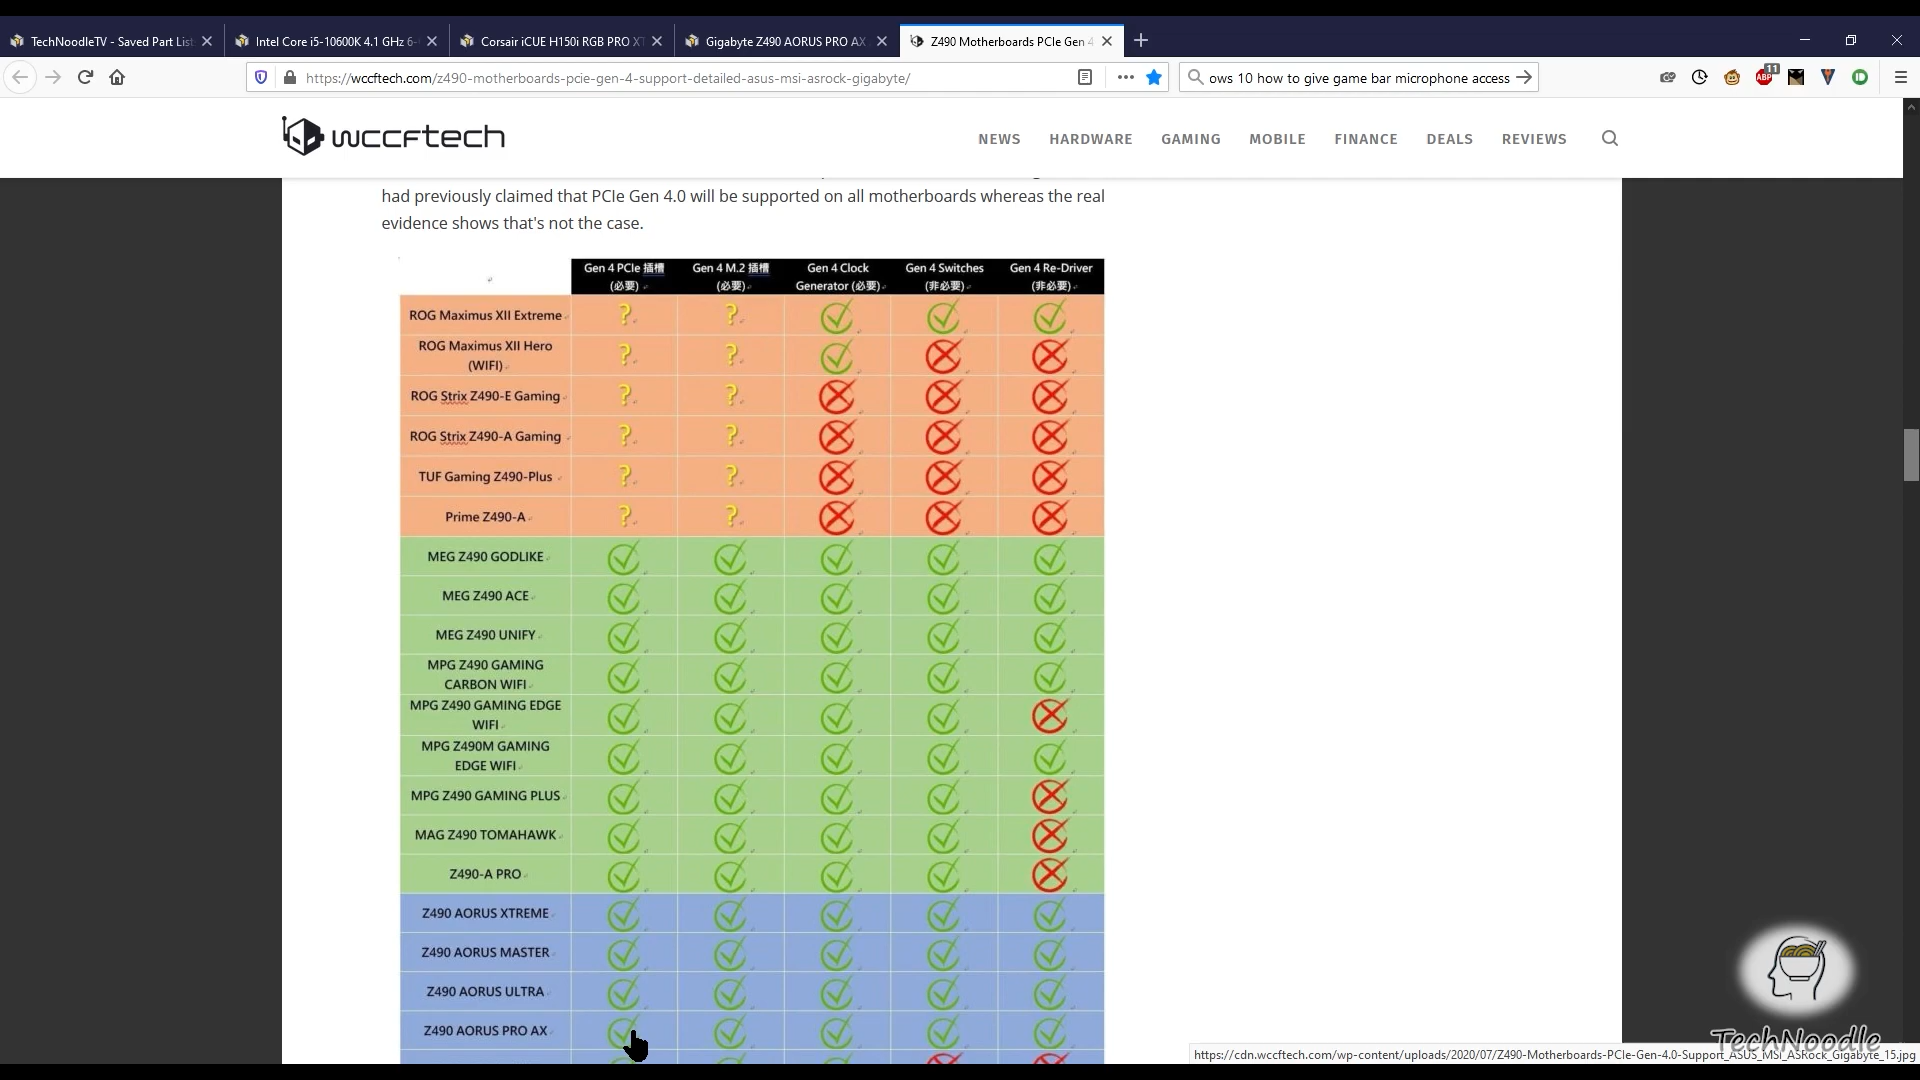 TechNoodleTV - Saved Part List
Intel Core i5-10600K 4.1 GHz 6-
Corsair iCUE H150i RGB PRO XT
Gigabyte Z490 AORUS PRO AX
Z490 Motherboards PCIe Gen 4
https://wccftech.com/z490-motherboards-pcie-gen-4-support-detailed-asus-msi-asrock-gigabyte/
ows 10 how to give game bar microphone access
11
ABP
wccftech
NEWS HARDWARE GAMING MOBILE FINANCE DEALS REVIEWS
had previously claimed that PCIe Gen 4.0 will be supported on all motherboards whereas the real
evidence shows that's not the case.
Gen 4 PCIe 插槽 (必要)
Gen 4 M.2 插槽 (必要)
Gen 4 Clock Generator (必要)
Gen 4 Switches (非必要)
Gen 4 Re-Driver (非必要)
ROG Maximus XII Extreme ? ?
ROG Maximus XII Hero (WIFI) ? ?
ROG Strix Z490-E Gaming ? ?
ROG Strix Z490-A Gaming ? ?
TUF Gaming Z490-Plus ? ?
Prime Z490-A ? ?
MEG Z490 GODLIKE
MEG Z490 ACE
MEG Z490 UNIFY
MPG Z490 GAMING
CARBON WIFI
MPG Z490 GAMING EDGE
WIFI
MPG Z490M GAMING
EDGE WIFI
MPG Z490 GAMING PLUS
MAG Z490 TOMAHAWK
Z490-A PRO
Z490 AORUS XTREME
Z490 AORUS MASTER
Z490 AORUS ULTRA
Z490 AORUS PRO AX
TechNoodle
https://cdn.wccftech.com/wp-content/uploads/2020/07/Z490-Motherboards-PCIe-Gen-4.0-Support_ASUS_MSI_ASRock_Gigabyte_15.jpg